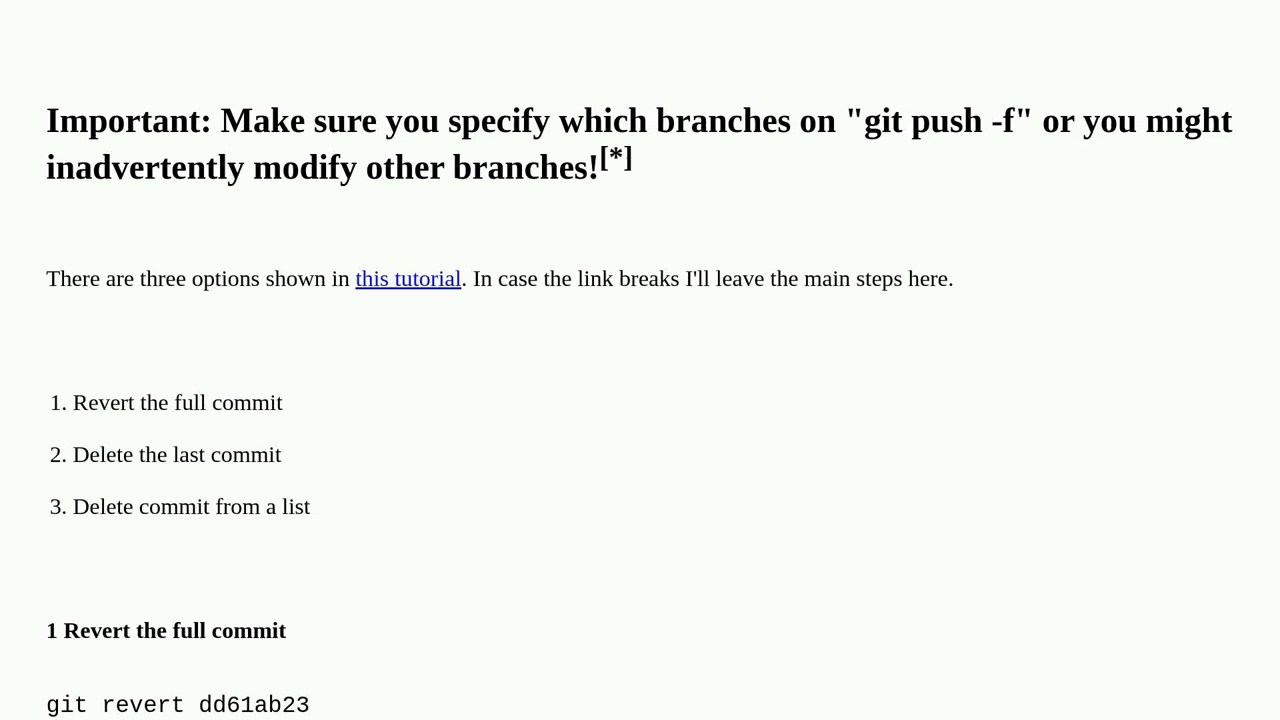 Important: Make sure you specify which branches on "git push -f" or you might
inadvertently modify other branches![*]
There are three options shown in this tutorial. In case the link breaks I'll leave the main steps here.
1. Revert the full commit
2. Delete the last commit
3. Delete commit from a list
1 Revert the full commit
git revert dd61ab23